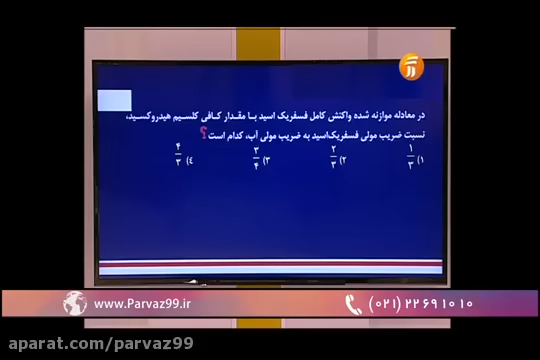 در معادله موازنه شده واکنش کامل فسفریک اسید با مقدار کافی کلسیم هیدروکسید،
نسبت ضریب مولی فسفریک‌اسید به ضریب مولی آب، کدام است؟
۱) ۱/۳ ۲) ۲/۳ ۳) ۳/۴ ۴) ۴/۳
www.Parvaz99.ir (۰۲۱) ۲۲۶۹۱۰۱۰
aparat.com/parvaz99